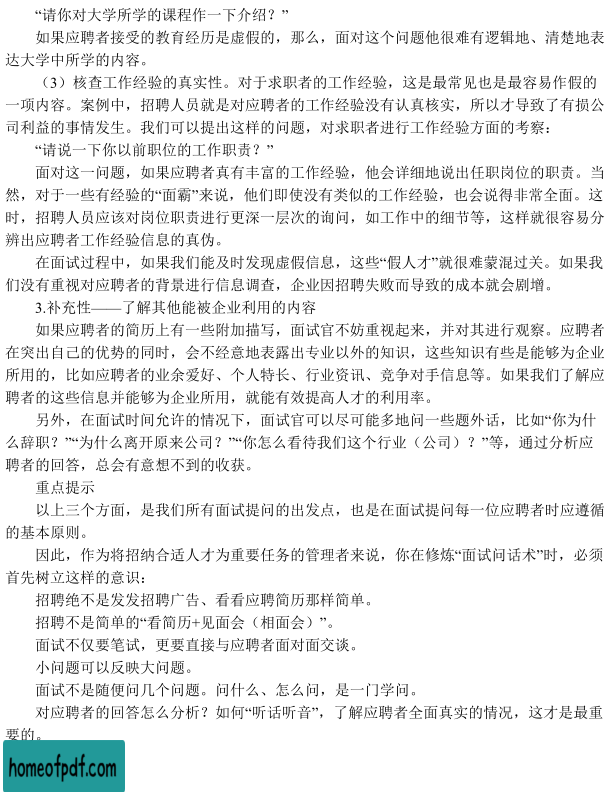 “请你对大学所学的课程作一下介绍？”
如果应聘者接受的教育经历是虚假的，那么，面对这个问题他很难有逻辑地、清楚地表
达大学中所学的内容。
（3）核查工作经验的真实性。对于求职者的工作经验，这是最常见也是最容易作假的
一项内容。案例中，招聘人员就是对应聘者的工作经验没有认真核实，所以才导致了有损公
司利益的事情发生。我们可以提出这样的问题，对求职者进行工作经验方面的考察：
“请说一下你以前职位的工作职责？”
面对这一问题，如果应聘者真有丰富的工作经验，他会详细地说出任职岗位的职责。当
然，对于一些有经验的“面霸”来说，他们即使没有类似的工作经验，也会说得非常全面。这
时，招聘人员应该对岗位职责进行更深一层次的询问，如工作中的细节等，这样就很容易分
辨出应聘者工作经验信息的真伪。
在面试过程中，如果我们能及时发现虚假信息，这些“假人才”就很难蒙混过关。如果我
们没有重视对应聘者的背景进行信息调查，企业因招聘失败而导致的成本就会剧增。
3.补充性——了解其他能被企业利用的内容
如果应聘者的简历上有一些附加描写，面试官不妨重视起来，并对其进行观察。应聘者
在突出自己的优势的同时，会不经意地表露出专业以外的知识，这些知识有些是能够为企业
所用的，比如应聘者的业余爱好、个人特长、行业资讯、竞争对手信息等。如果我们了解应
聘者的这些信息并能够为企业所用，就能有效提高人才的利用率。
另外，在面试时间允许的情况下，面试官可以尽可能多地问一些题外话，比如“你为什
么辞职？”“为什么离开原来公司？”“你怎么看待我们这个行业（公司）？”等，通过分析应
聘者的回答，总会有意想不到的收获。
重点提示
以上三个方面，是我们所有面试提问的出发点，也是在面试提问每一位应聘者时应遵循
的基本原则。
因此，作为将招纳合适人才为重要任务的管理者来说，你在修炼“面试问话术”时，必须
首先树立这样的意识：
招聘绝不是发发招聘广告、看看应聘简历那样简单。
招聘不是简单的“看简历+见面会（相面会）”。
面试不仅要笔试，更要直接与应聘者面对面交谈。
小问题可以反映大问题。
面试不是随便问几个问题。问什么、怎么问，是一门学问。
对应聘者的回答怎么分析？如何“听话听音”，了解应聘者全面真实的情况，这才是最重
要的。
homeofpdf.com